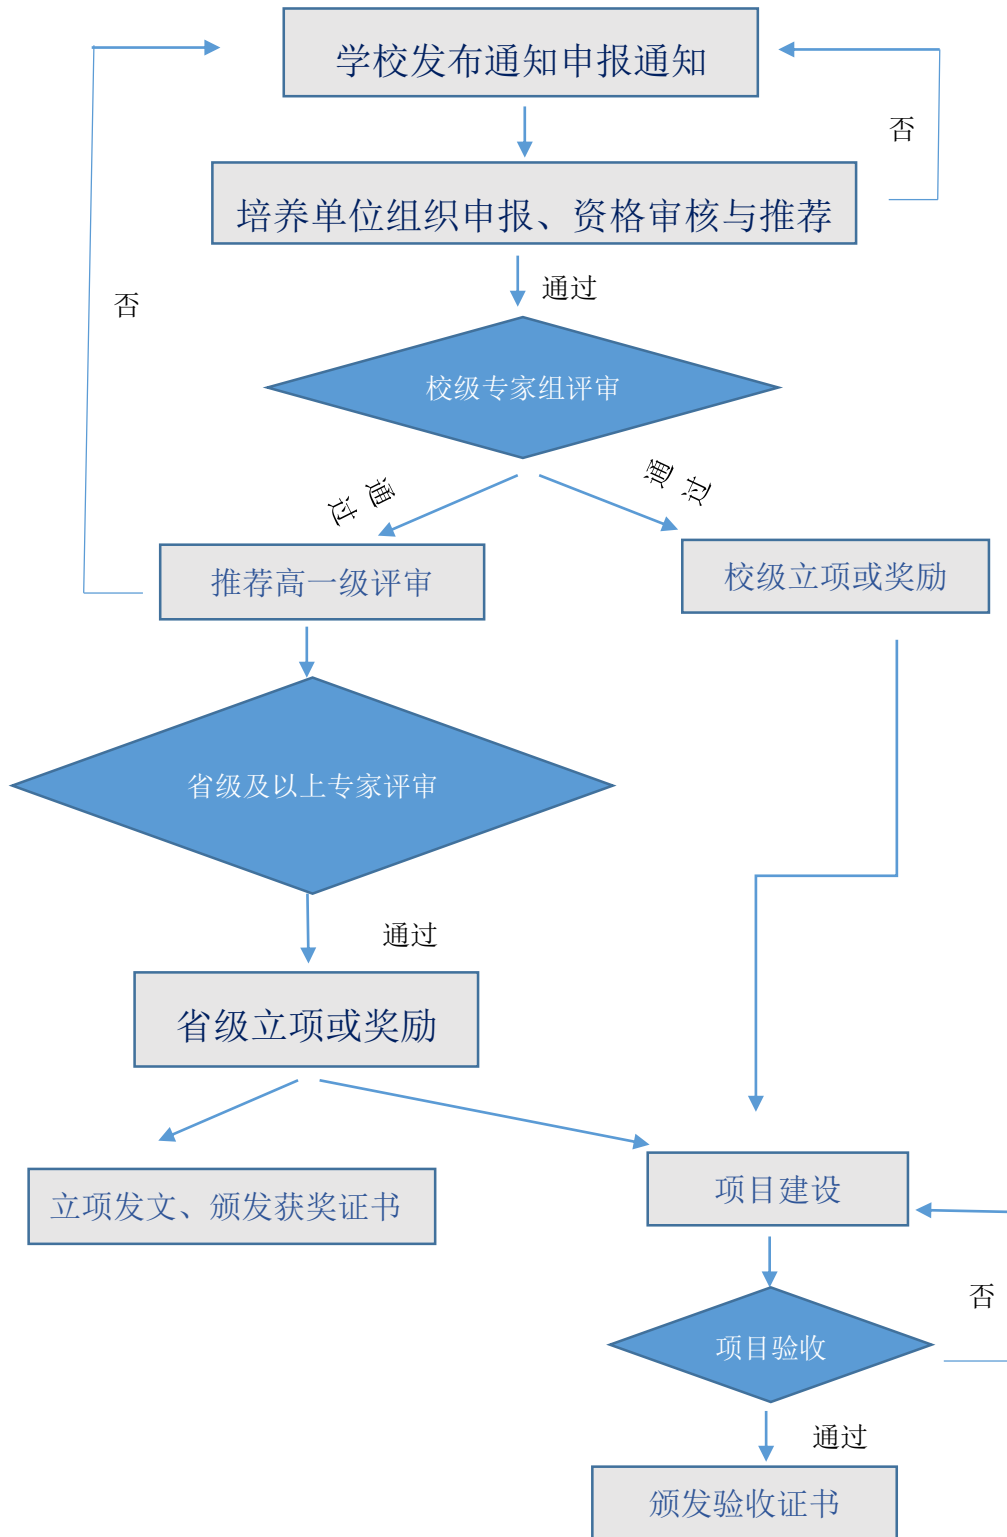 学校发布通知申报通知
否
培养单位组织申报、资格审核与推荐
通过
否
校级专家组评审
通过
通过
推荐高一级评审
校级立项或奖励
省级及以上专家评审
通过
省级立项或奖励
立项发文、颁发获奖证书
项目建设
否
项目验收
通过
颁发验收证书